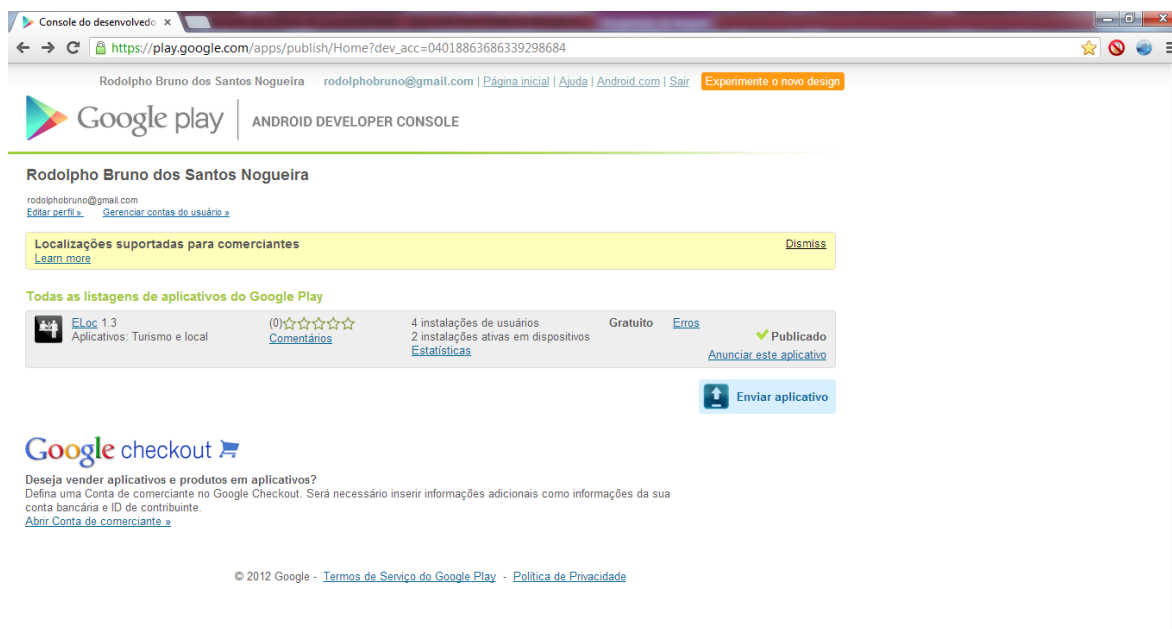 Console do desenvolvedo
https://play.google.com/apps/publish/Home?dev_acc=04018863686339298684
Rodolpho Bruno dos Santos Nogueira rodolphobruno@gmail.com | Página inicial | Ajuda | Android.com | Sair Experimente o novo design
Google play ANDROID DEVELOPER CONSOLE
Rodolpho Bruno dos Santos Nogueira
rodolphobruno@gmail.com
Editar perfil » Gerenciar contas do usuário »
Localizações suportadas para comerciantes Dismiss
Learn more
Todas as listagens de aplicativos do Google Play
ELoc 1.3 (0) 4 instalações de usuários Gratuito Erros
Aplicativos: Turismo e local Comentários 2 instalações ativas em dispositivos Publicado
Estatísticas Anunciar este aplicativo
Enviar aplicativo
Google checkout
Deseja vender aplicativos e produtos em aplicativos?
Defina uma Conta de comerciante no Google Checkout. Será necessário inserir informações adicionais como informações da sua
conta bancária e ID de contribuinte.
Abrir Conta de comerciante »
© 2012 Google - Termos de Serviço do Google Play - Política de Privacidade